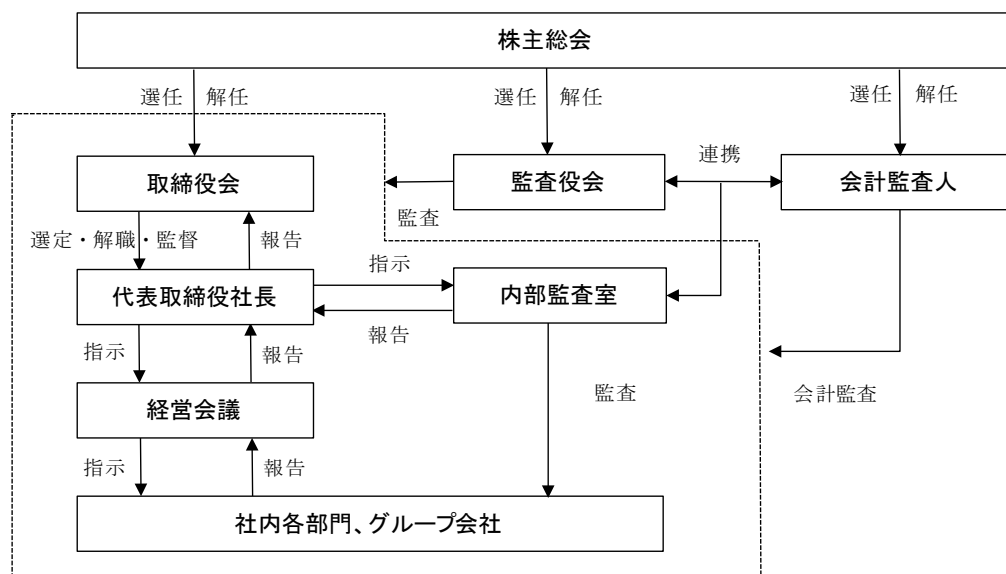 株主総会
選任 解任
選任 解任
選任 解任
取締役会
監査役会
連携
会計監査人
監査
選定・解職・監督
報告
代表取締役社長
指示
内部監査室
報告
指示
報告
監査
会計監査
経営会議
指示
報告
社内各部門、グループ会社